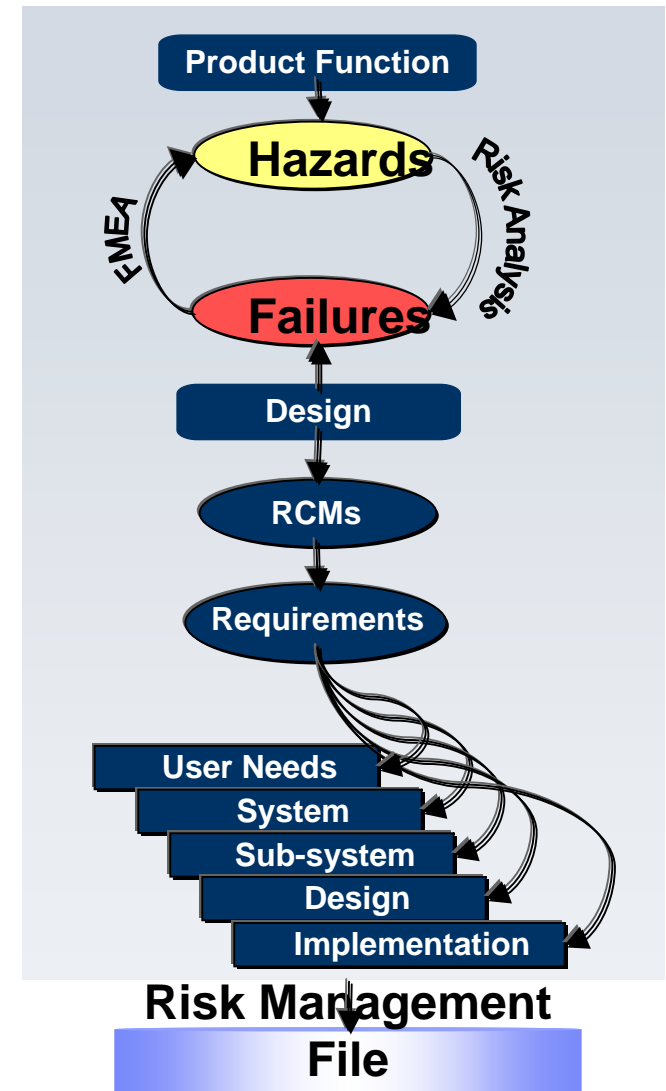 Product Function
Hazards
Risk Analysis
FMEA
Failures
Design
RCMs
Requirements
User Needs
System
Sub-system
Design
Implementation
Risk Management
File